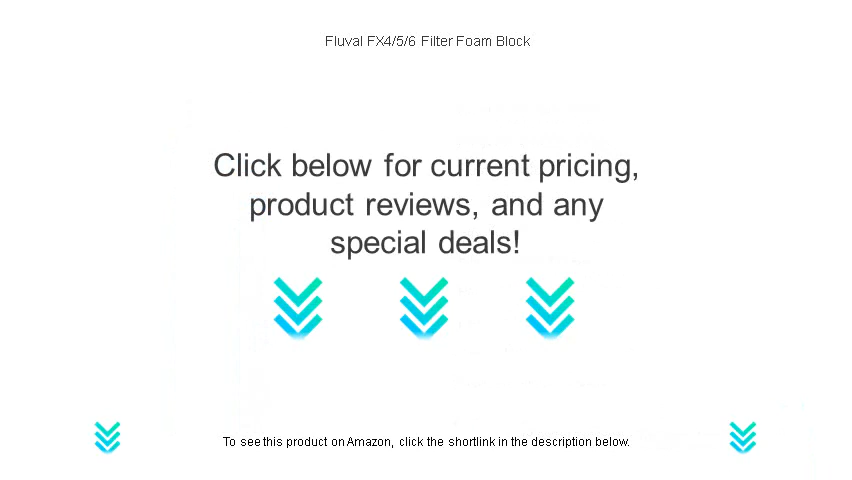 Fluval FX4/5/6 Filter Foam Block
Click below for current pricing,
product reviews, and any
special deals!
To see this product on Amazon, click the shortlink in the description below.